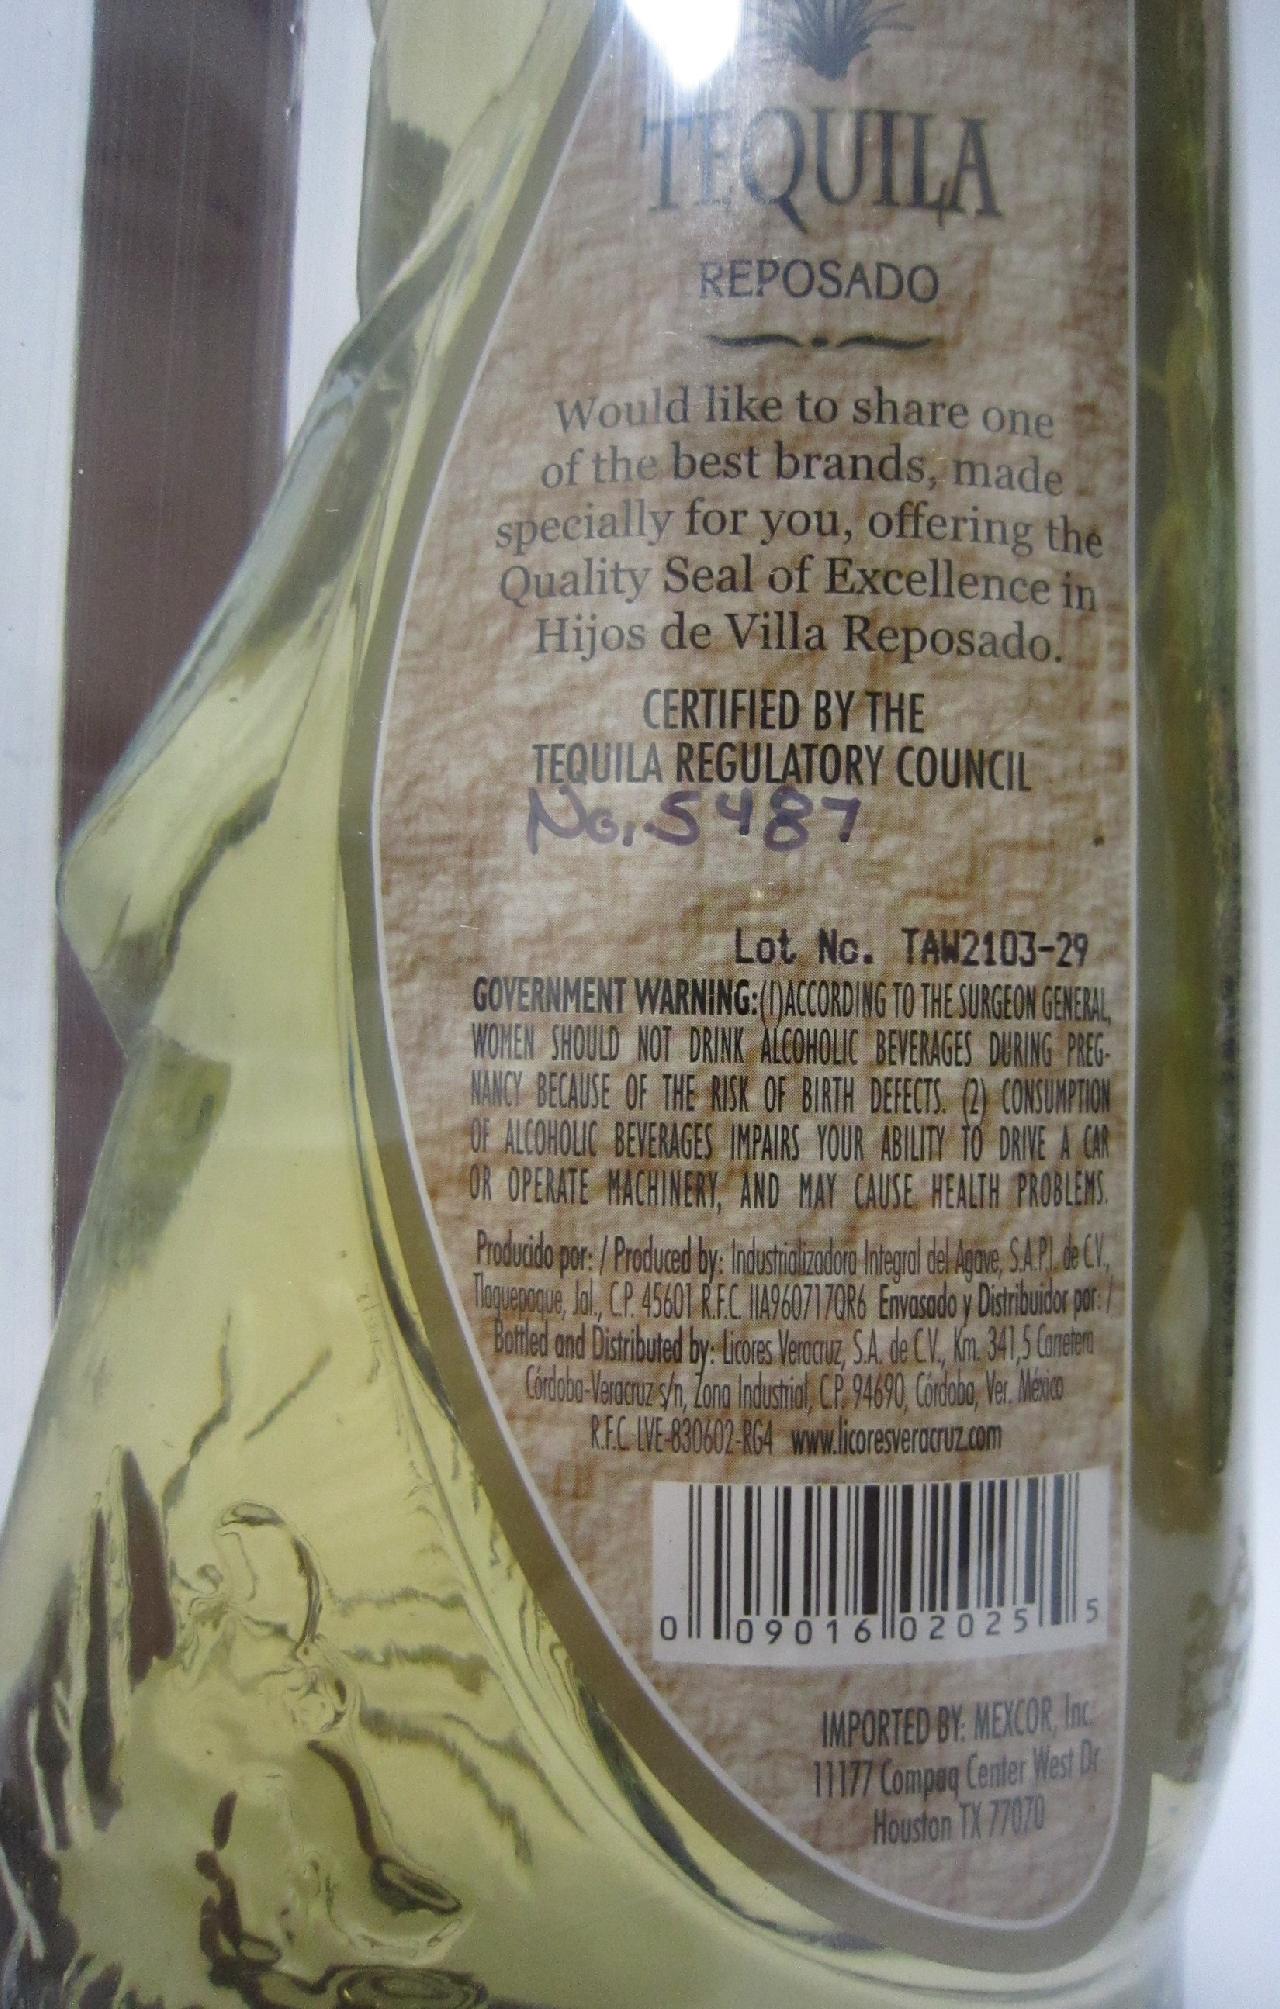 TEQUILA
REPOSADO
Would like to share one
of the best brands, made
specially for you, offering the
Quality Seal of Excellence in
Hijos de Villa Reposado.
CERTIFIED BY THE
TEQUILA REGULATORY COUNCIL
No. 5487
Lot No. TAW2103-29
GOVERNMENT WARNING:(1)ACCORDING TO THE SURGEON GENERAL,
WOMEN SHOULD NOT DRINK ALCOHOLIC BEVERAGES DURING PREG-
NANCY BECAUSE OF THE RISK OF BIRTH DEFECTS. (2) CONSUMPTION
OF ALCOHOLIC BEVERAGES IMPAIRS YOUR ABILITY TO DRIVE A CAR
OR OPERATE MACHINERY, AND MAY CAUSE HEALTH PROBLEMS.
Producido por: / Produced by: Industrializadora Integral del Agave, S.A.P.I. de C.V.,
Tlaquepaque, Jal., C.P. 45601 R.F.C. IIA960717QR6 Envasado y Distribuidor por: /
Bottled and Distributed by: Licores Veracruz, S.A. de C.V., Km. 341,5 Carretera
Córdoba-Veracruz s/n, Zona Industrial, C.P. 94690, Córdoba, Ver. México
R.F.C. LVE-830602-RG4 www.licoresveracruz.com
0 09016 02025 5
IMPORTED BY: MEXCOR, Inc.
11177 Compaq Center West Dr
Houston TX 77070